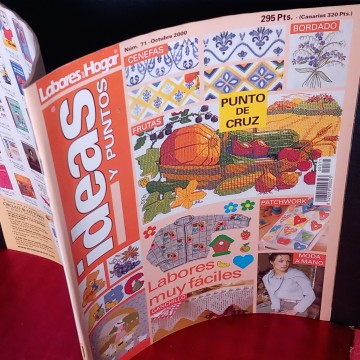 295 Pts. - (Canarias 320 Pts.)
Núm. 71 - Octubre 2000
Labores del Hogar
ideas
Y PUNTOS
CENEFAS
BORDADO
PUNTO DE
CRUZ
FRUTAS
PATCHWORK
Labores
muy fáciles
GANCHILLO
MODA
A MANO